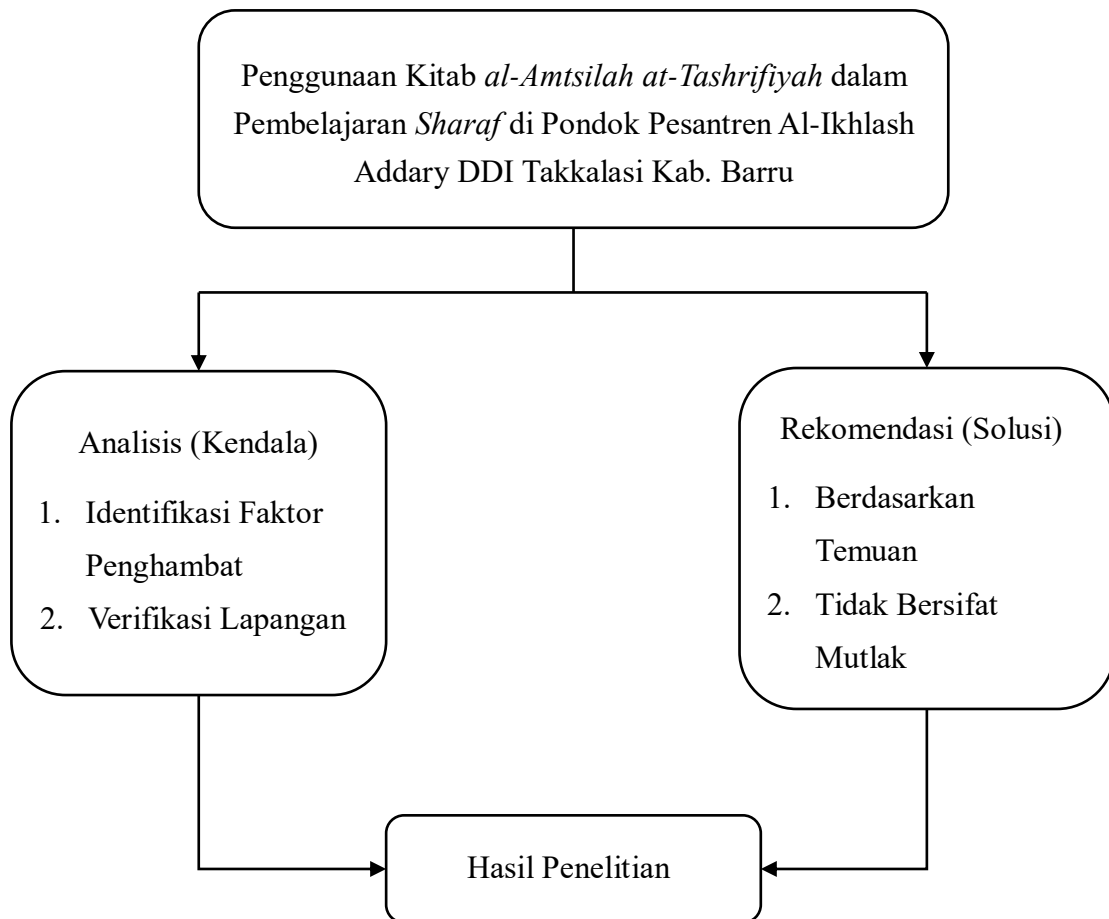 Penggunaan Kitab al-Amtsilah at-Tashrifiyah dalam
Pembelajaran Sharaf di Pondok Pesantren Al-Ikhlash
Addary DDI Takkalasi Kab. Barru
Analisis (Kendala)
1. Identifikasi Faktor
Penghambat
2. Verifikasi Lapangan
Rekomendasi (Solusi)
1. Berdasarkan
Temuan
2. Tidak Bersifat
Mutlak
Hasil Penelitian